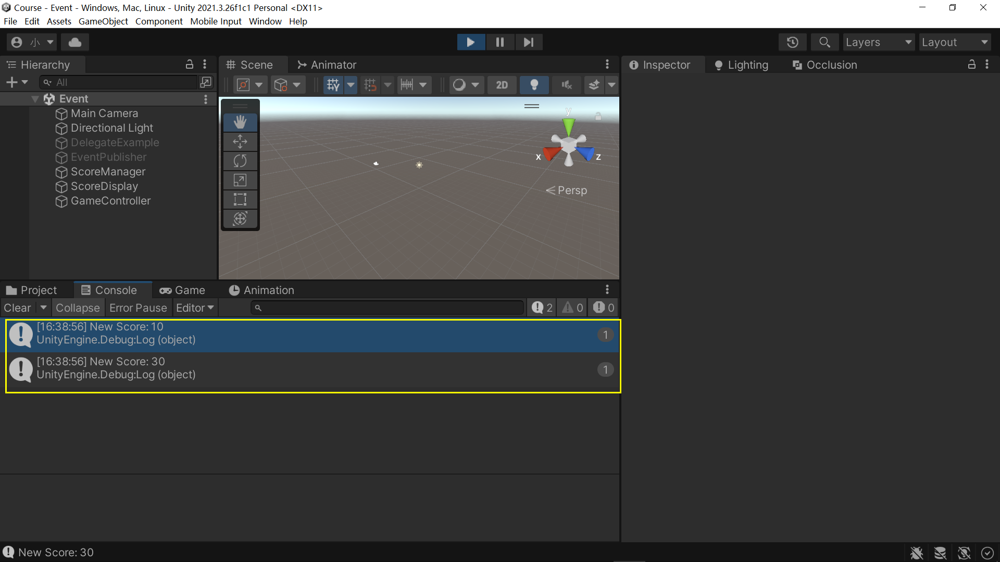 Course - Event - Windows, Mac, Linux - Unity 2021.3.26f1c1 Personal <DX11>
File Edit Assets GameObject Component Mobile Input Window Help
小 Layers Layout
Hierarchy
All
Event
Main Camera
Directional Light
DelegateExample
EventPublisher
ScoreManager
ScoreDisplay
GameController
Scene Animator
2D
y
x z
Persp
Inspector Lighting Occlusion
Project Console Game Animation
Clear Collapse Error Pause Editor 2 0 0
[16:38:56] New Score: 10
UnityEngine.Debug:Log (object)
1
[16:38:56] New Score: 30
UnityEngine.Debug:Log (object)
1
New Score: 30